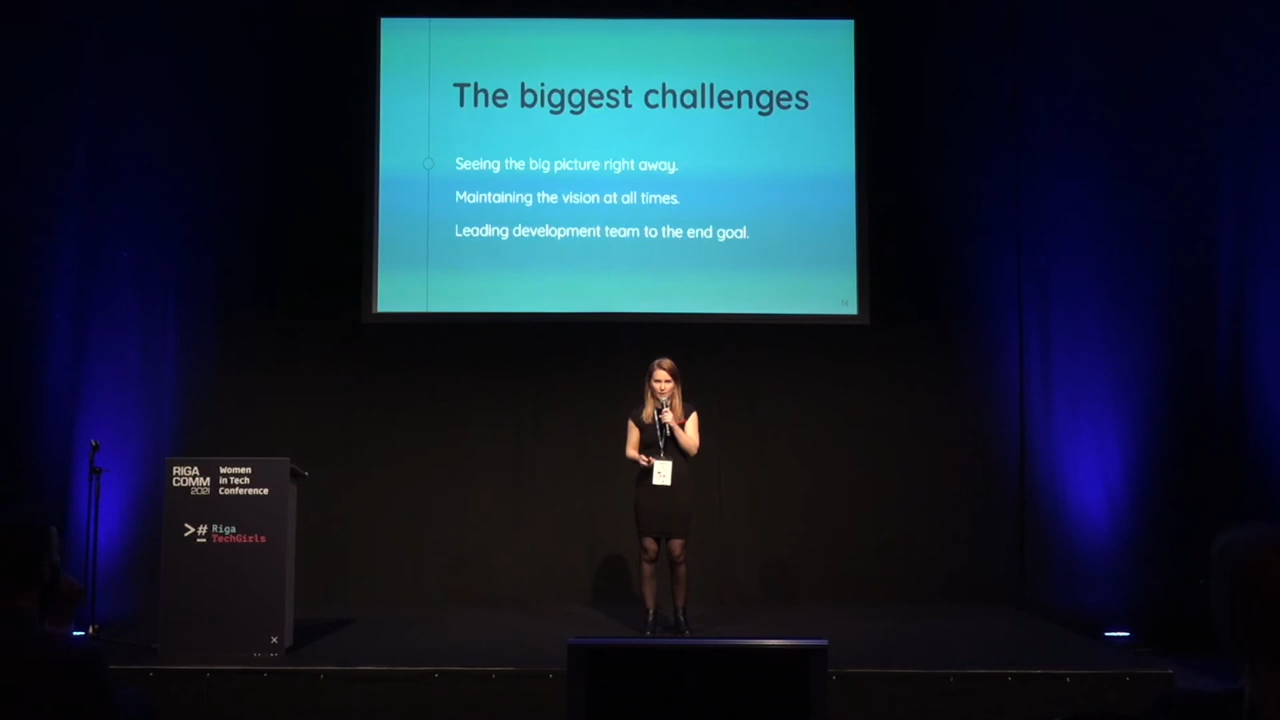 The biggest challenges
Seeing the big picture right away.
Maintaining the vision at all times.
Leading development team to the end goal.
14
RIGA
COMM
2021
Women
in Tech
Conference
>#
Riga
TechGirls